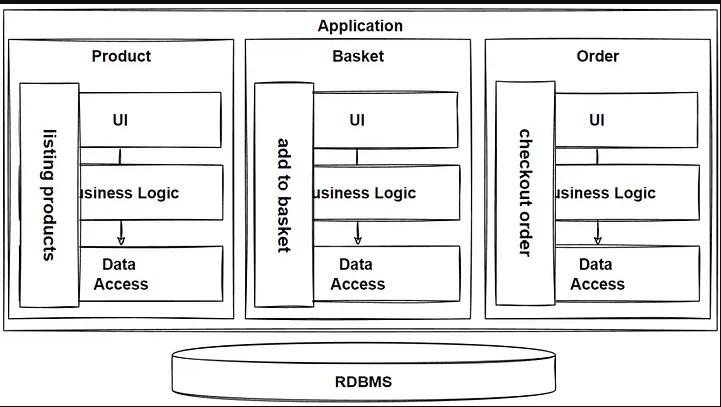 Application
Product
Basket
Order
listing products
UI
usiness Logic
Data
Access
add to basket
UI
usiness Logic
Data
Access
checkout order
UI
usiness Logic
Data
Access
RDBMS